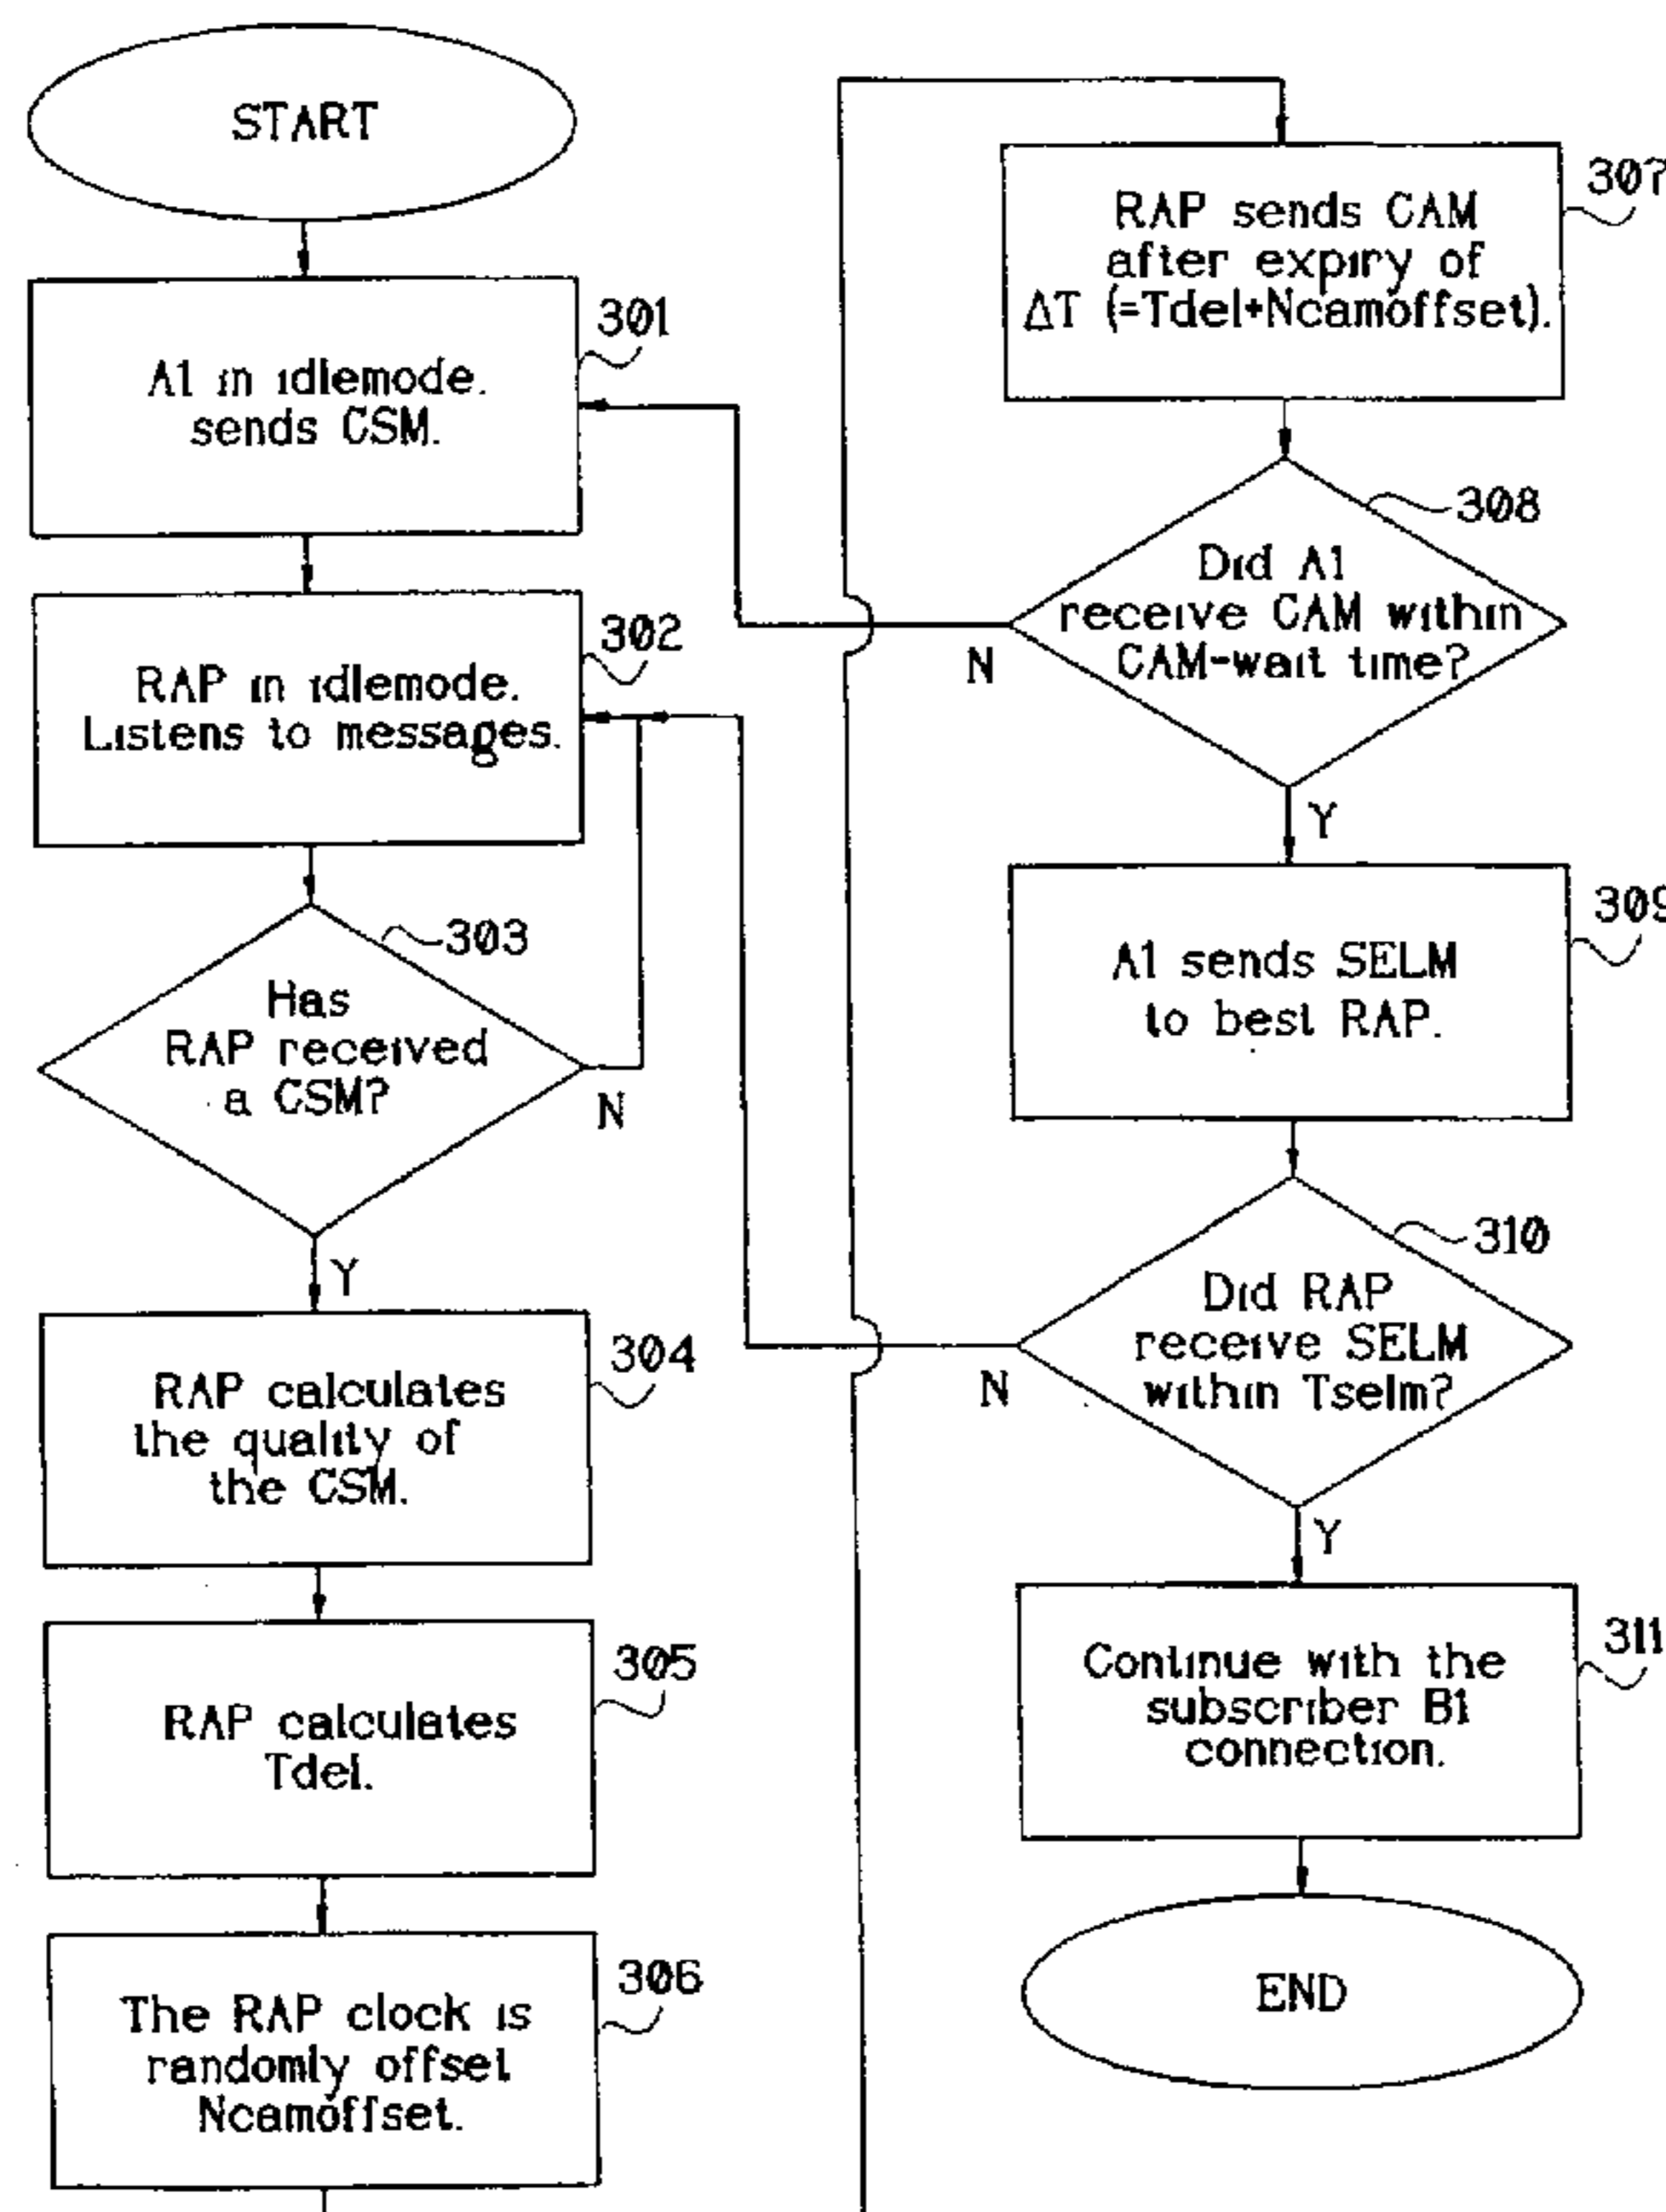 START
301
A1 in idlemode.
sends CSM.
302
RAP in idlemode.
Listens to messages.
303
Has
RAP received
a CSM?
N
Y
304
RAP calculates
the quality of
the CSM.
305
RAP calculates
Tdel.
306
The RAP clock is
randomly offset
Ncamoffset.
307
RAP sends CAM
after expiry of
ΔT (=Tdel+Ncamoffset).
308
Did A1
receive CAM within
CAM-wait time?
N
Y
309
A1 sends SELM
to best RAP.
310
Did RAP
receive SELM
within Tselm?
N
Y
311
Continue with the
subscriber B1
connection.
END